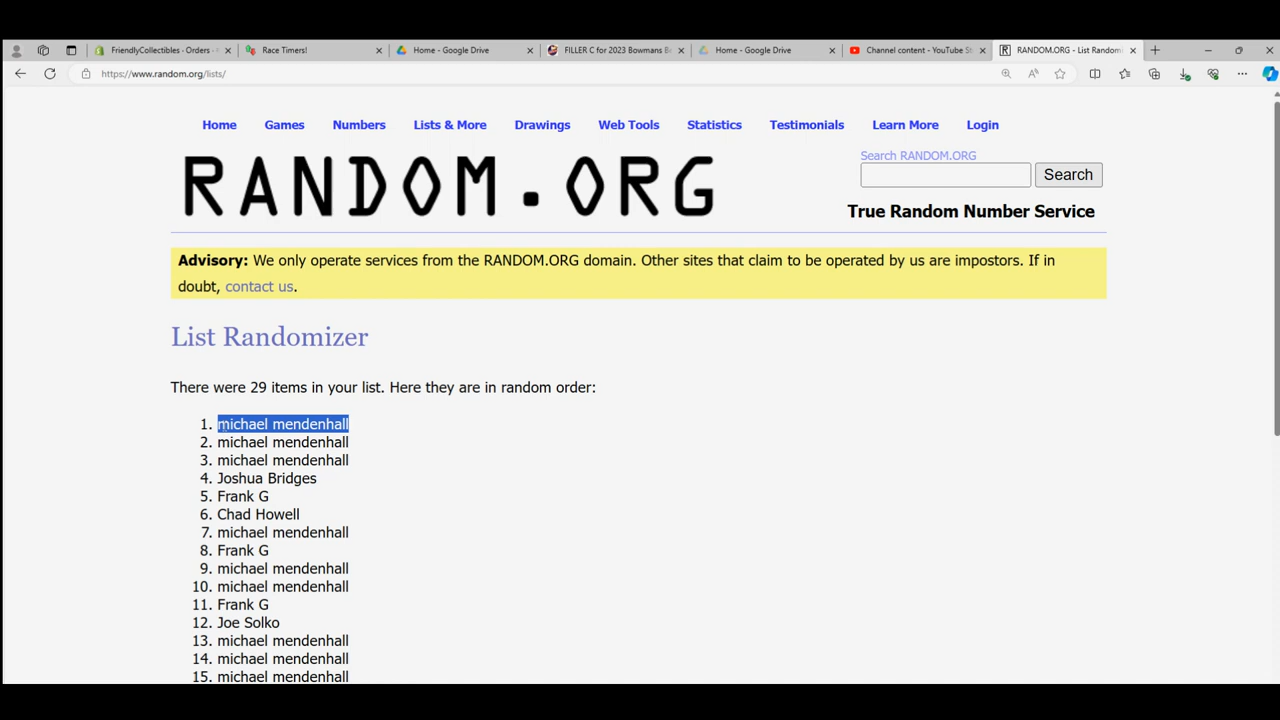 FriendlyCollectibles - Orders -
Race Timers!
Home - Google Drive
FILLER C for 2023 Bowmans Be
Home - Google Drive
Channel content - YouTube St
RANDOM.ORG - List Random
https://www.random.org/lists/
Home Games Numbers Lists & More Drawings Web Tools Statistics Testimonials Learn More Login
RANDOM.ORG
Search RANDOM.ORG
Search
True Random Number Service
Advisory: We only operate services from the RANDOM.ORG domain. Other sites that claim to be operated by us are impostors. If in
doubt, contact us.
List Randomizer
There were 29 items in your list. Here they are in random order:
1. michael mendenhall
2. michael mendenhall
3. michael mendenhall
4. Joshua Bridges
5. Frank G
6. Chad Howell
7. michael mendenhall
8. Frank G
9. michael mendenhall
10. michael mendenhall
11. Frank G
12. Joe Solko
13. michael mendenhall
14. michael mendenhall
15. michael mendenhall